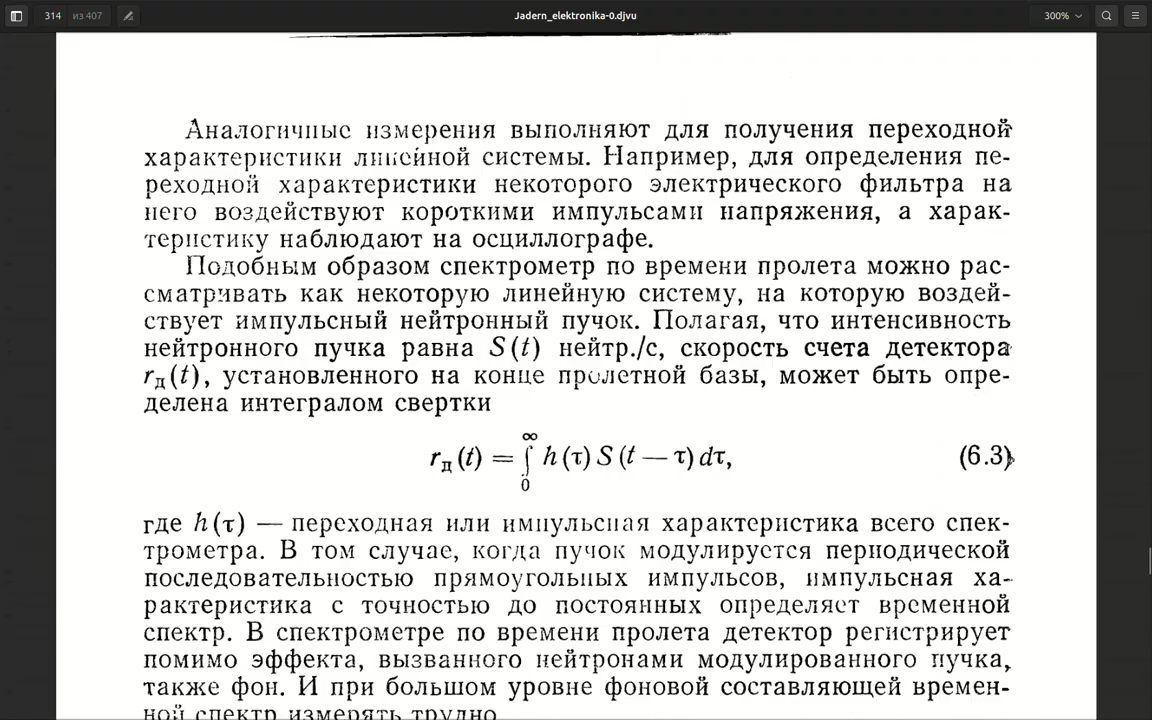 314 из 407
Jadern_elektronika-0.djvu
300%
Аналогичные измерения выполняют для получения переходной
характеристики линейной системы. Например, для определения пе-
реходной характеристики некоторого электрического фильтра на
него воздействуют короткими импульсами напряжения, а харак-
теристику наблюдают на осциллографе.
Подобным образом спектрометр по времени пролета можно рас-
сматривать как некоторую линейную систему, на которую воздей-
ствует импульсный нейтронный пучок. Полагая, что интенсивность
нейтронного пучка равна S(t) нейтр./с, скорость счета детектора
rд(t), установленного на конце пролетной базы, может быть опре-
делена интегралом свертки
rд(t) = ∫₀^∞ h(τ) S(t — τ) dτ, (6.3)
где h(τ) — переходная или импульсная характеристика всего спек-
трометра. В том случае, когда пучок модулируется периодической
последовательностью прямоугольных импульсов, импульсная ха-
рактеристика с точностью до постоянных определяет временной
спектр. В спектрометре по времени пролета детектор регистрирует
помимо эффекта, вызванного нейтронами модулированного пучка,
также фон. И при большом уровне фоновой составляющей времен-
ной спектр измерять трудно